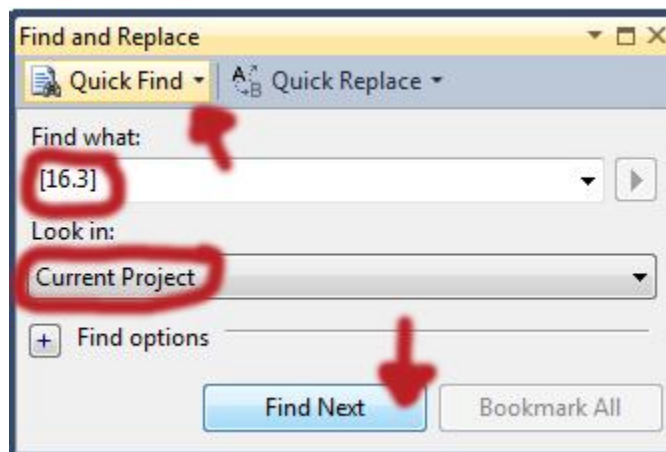 Find and Replace
Quick Find A B Quick Replace
Find what:
[16.3]
Look in:
Current Project
+ Find options
Find Next Bookmark All